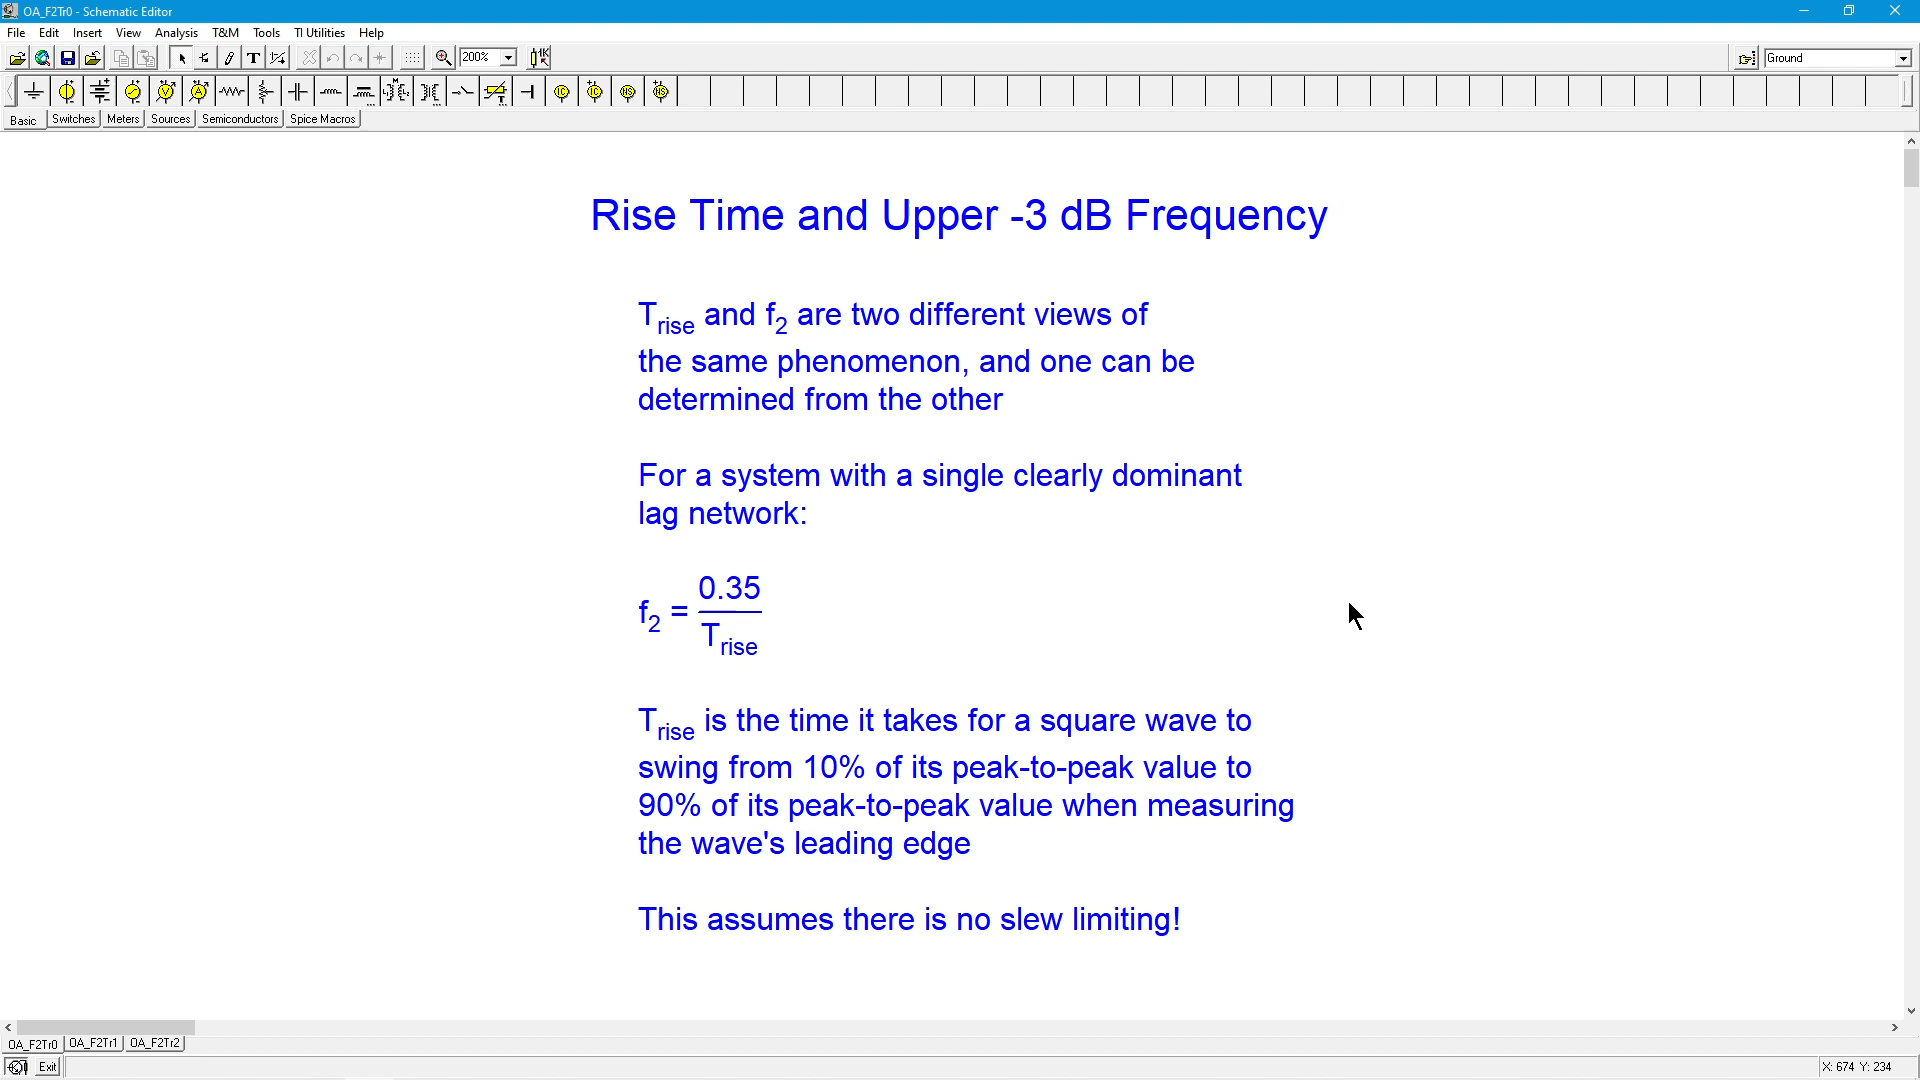 OA_F2Tr0 - Schematic Editor
File Edit Insert View Analysis T&M Tools TI Utilities Help
200% 1K Ground
Basic Switches Meters Sources Semiconductors Spice Macros
Rise Time and Upper -3 dB Frequency
Trise and f2 are two different views of
the same phenomenon, and one can be
determined from the other
For a system with a single clearly dominant
lag network:
f2 = 0.35
Trise
Trise is the time it takes for a square wave to
swing from 10% of its peak-to-peak value to
90% of its peak-to-peak value when measuring
the wave's leading edge
This assumes there is no slew limiting!
OA_F2Tr0 OA_F2Tr1 OA_F2Tr2
Exit X: 674 Y: 234